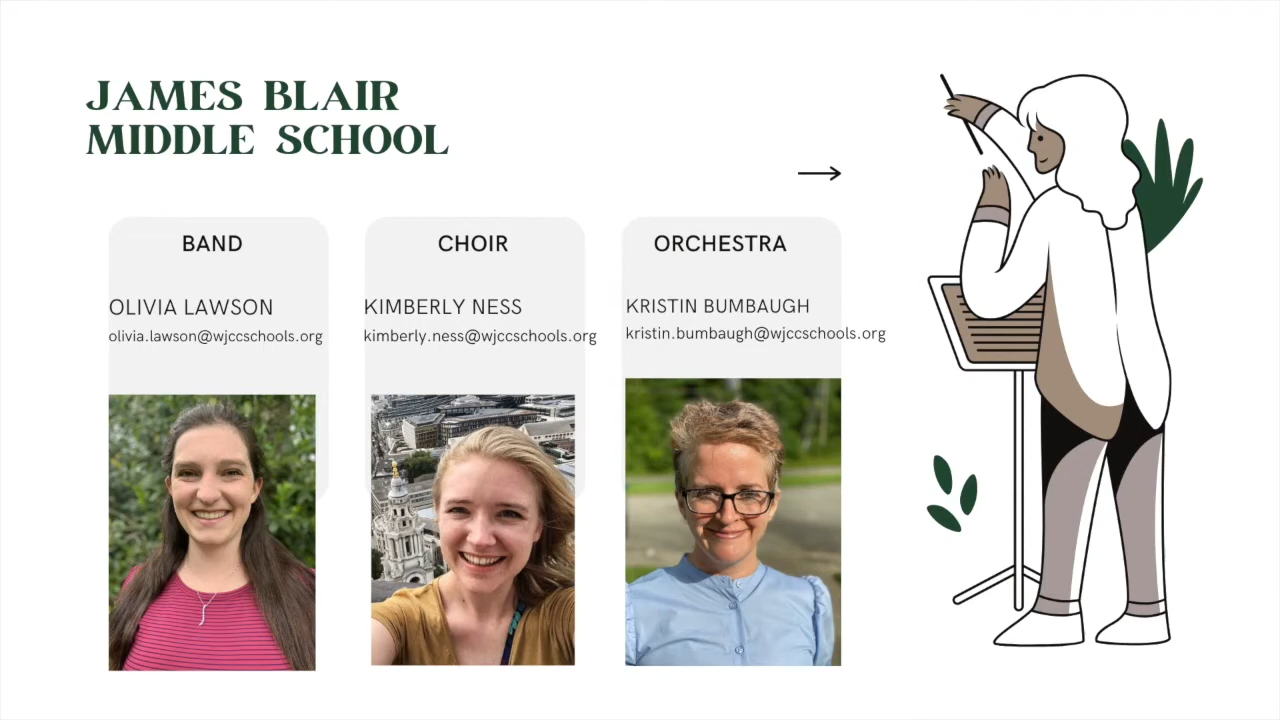 JAMES BLAIR
MIDDLE SCHOOL
BAND
OLIVIA LAWSON
olivia.lawson@wjccschools.org
CHOIR
KIMBERLY NESS
kimberly.ness@wjccschools.org
ORCHESTRA
KRISTIN BUMBAUGH
kristin.bumbaugh@wjccschools.org